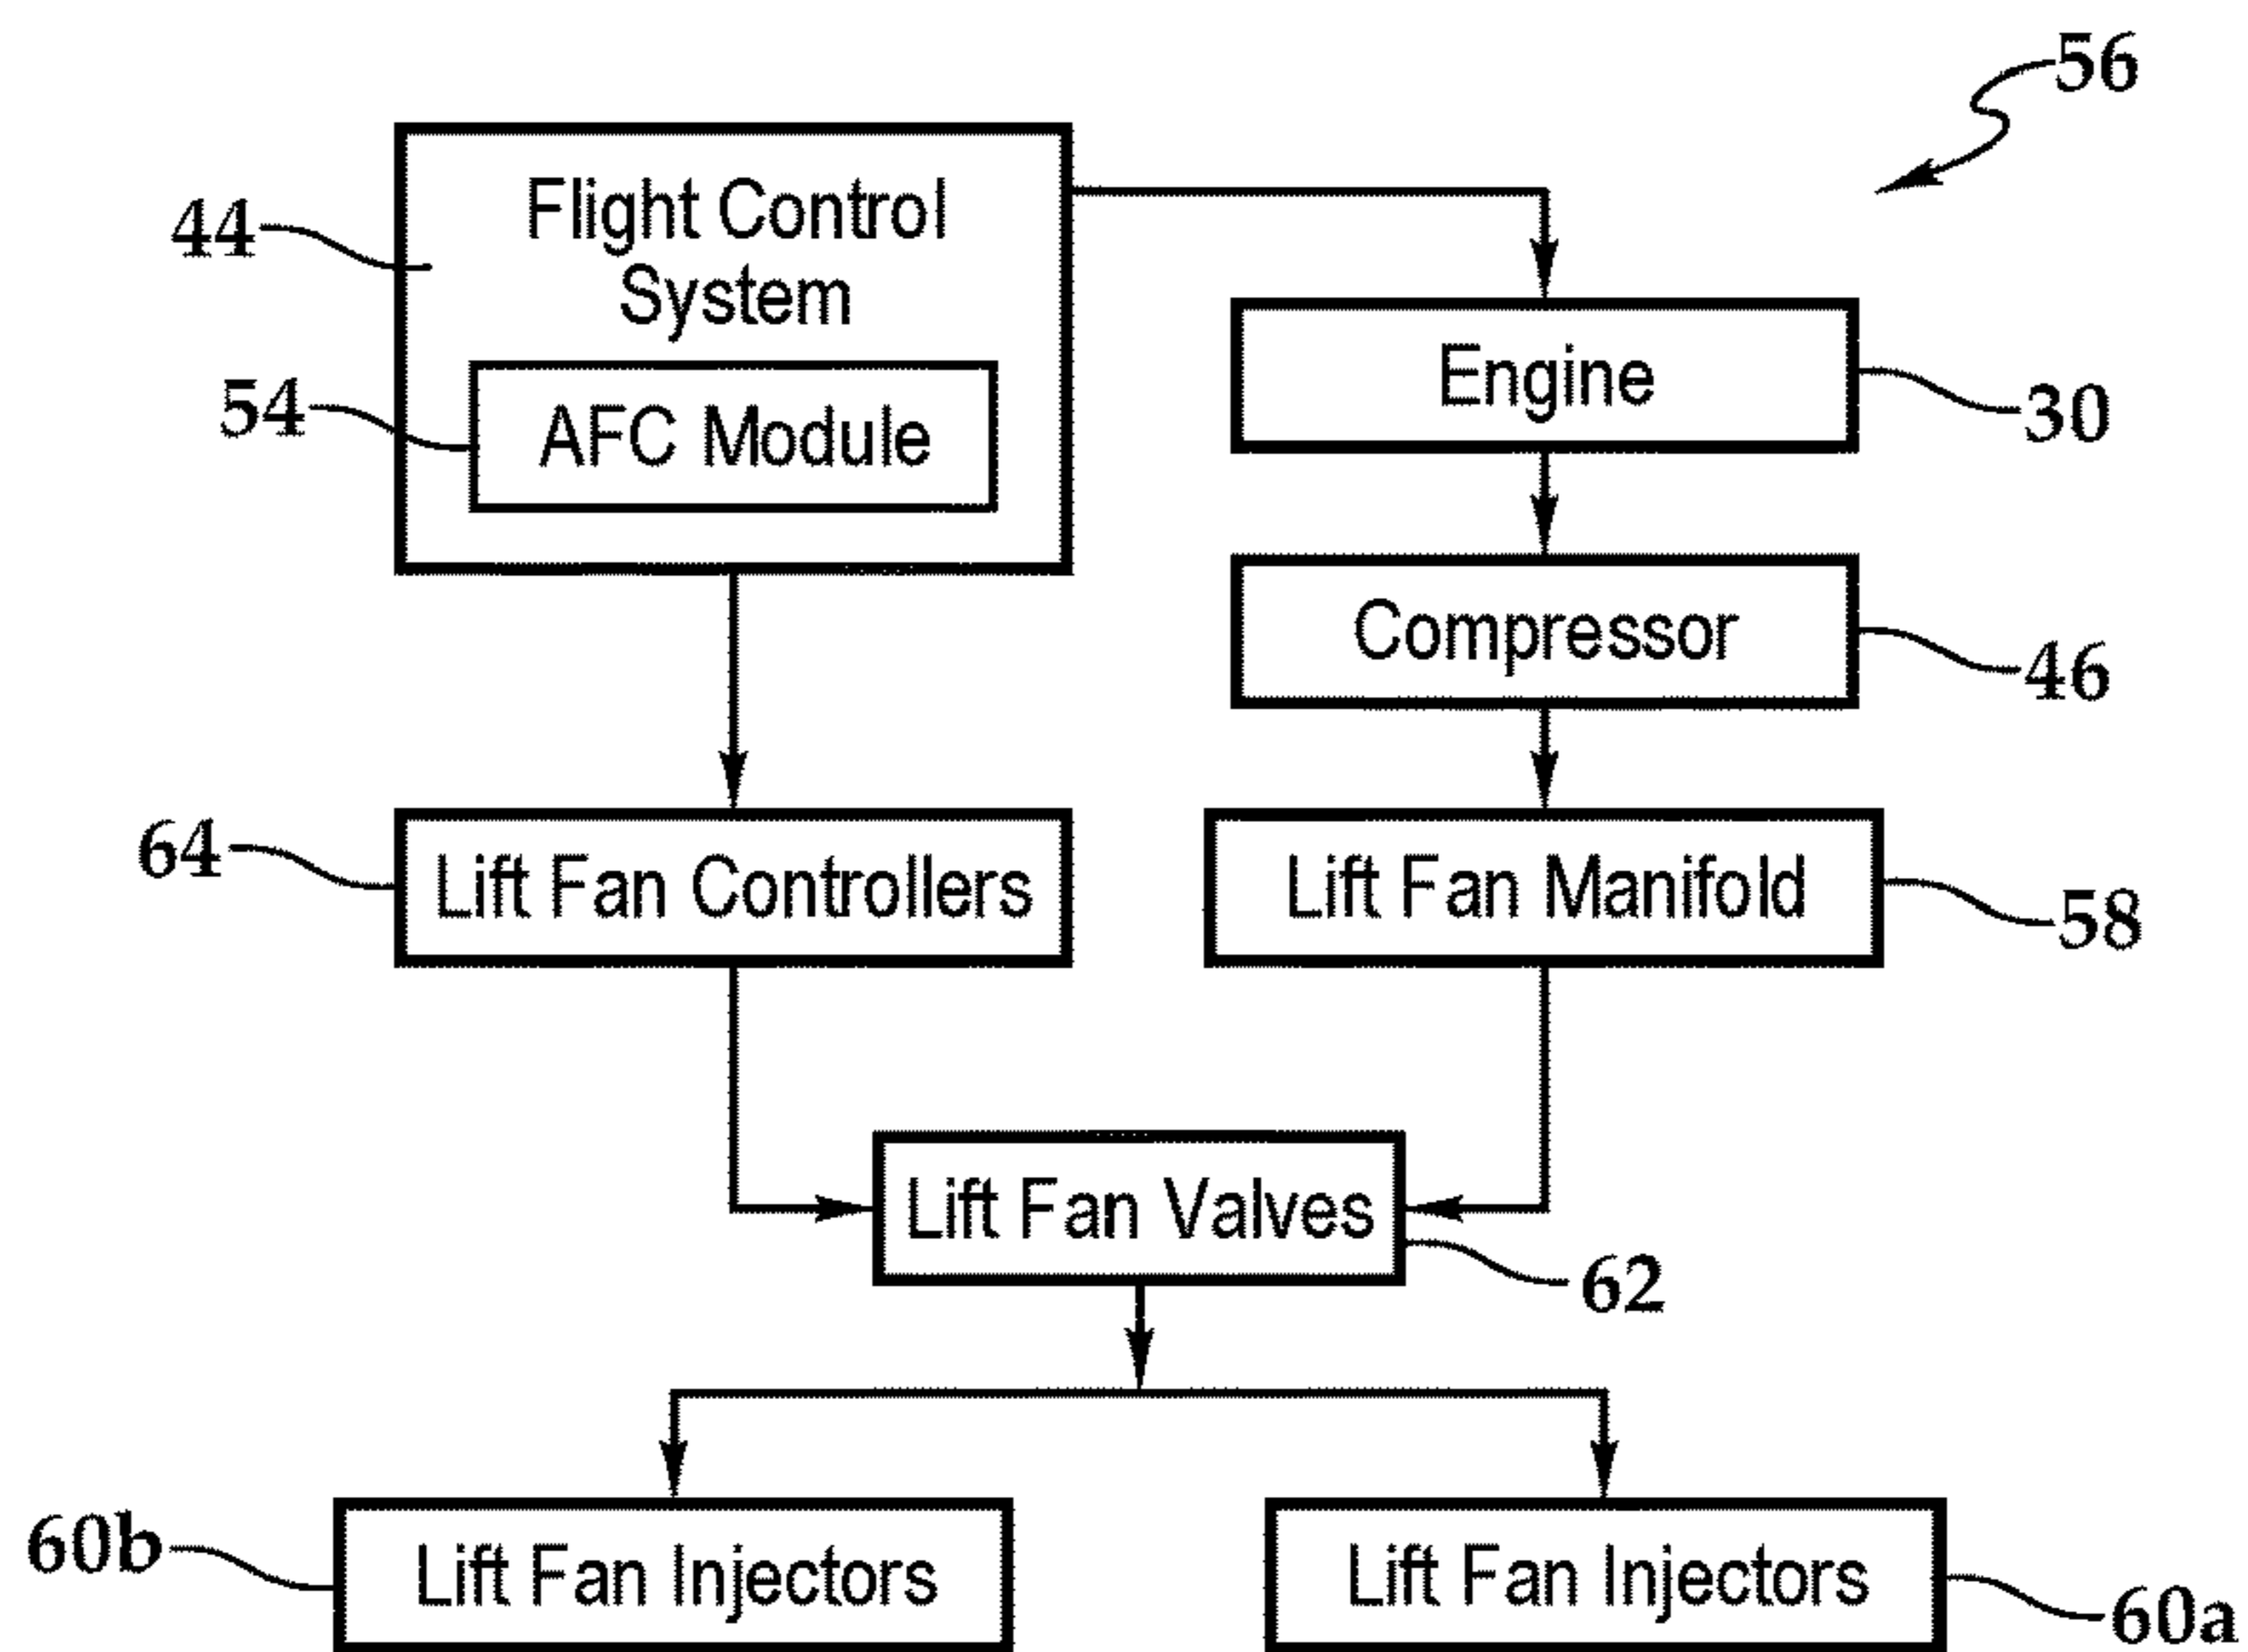 56
44
Flight Control
System
54
AFC Module
Engine
30
Compressor
46
64
Lift Fan Controllers
Lift Fan Manifold
58
Lift Fan Valves
62
60b
Lift Fan Injectors
Lift Fan Injectors
60a